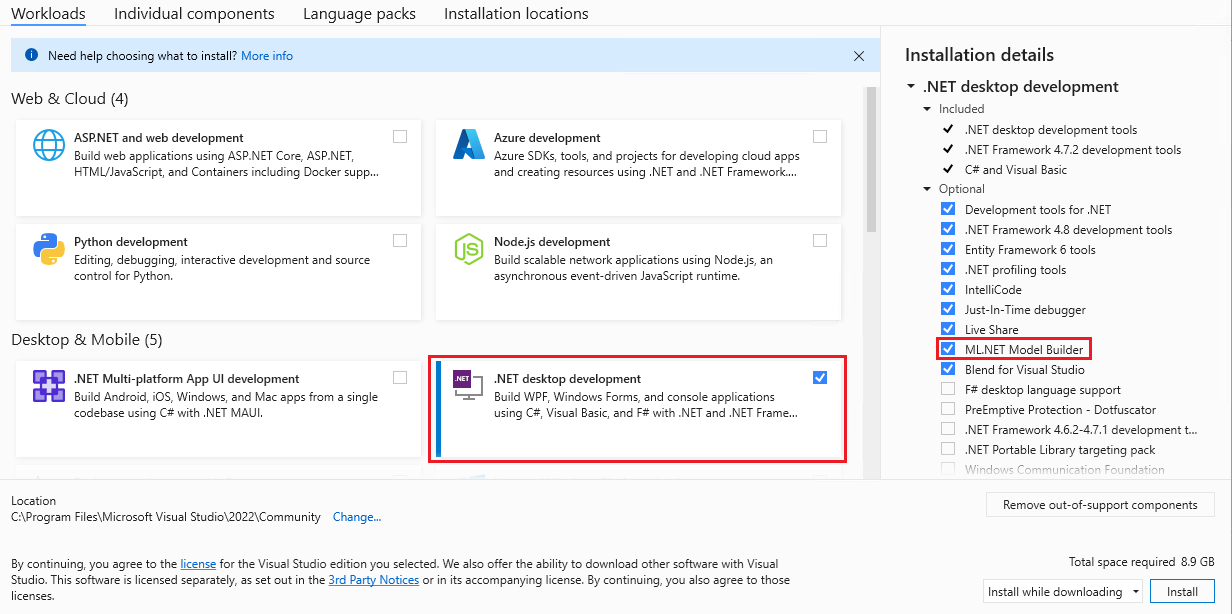 Workloads
Individual components
Language packs
Installation locations
Need help choosing what to install? More info
Web & Cloud (4)
ASP.NET and web development
Build web applications using ASP.NET Core, ASP.NET,
HTML/JavaScript, and Containers including Docker supp...
Azure development
Azure SDKs, tools, and projects for developing cloud apps
and creating resources using .NET and .NET Framework....
Python development
Editing, debugging, interactive development and source
control for Python.
JS
Node.js development
Build scalable network applications using Node.js, an
asynchronous event-driven JavaScript runtime.
Desktop & Mobile (5)
.NET Multi-platform App UI development
Build Android, iOS, Windows, and Mac apps from a single
codebase using C# with .NET MAUI.
.NET
.NET desktop development
Build WPF, Windows Forms, and console applications
using C#, Visual Basic, and F# with .NET and .NET Frame...
Installation details
.NET desktop development
Included
.NET desktop development tools
.NET Framework 4.7.2 development tools
C# and Visual Basic
Optional
Development tools for .NET
.NET Framework 4.8 development tools
Entity Framework 6 tools
.NET profiling tools
IntelliCode
Just-In-Time debugger
Live Share
ML.NET Model Builder
Blend for Visual Studio
F# desktop language support
PreEmptive Protection - Dotfuscator
.NET Framework 4.6.2-4.7.1 development t...
.NET Portable Library targeting pack
Windows Communication Foundation
Location
C:\Program Files\Microsoft Visual Studio\2022\Community Change...
Remove out-of-support components
By continuing, you agree to the license for the Visual Studio edition you selected. We also offer the ability to download other software with Visual
Studio. This software is licensed separately, as set out in the 3rd Party Notices or in its accompanying license. By continuing, you also agree to those
licenses.
Total space required 8.9 GB
Install while downloading
Install